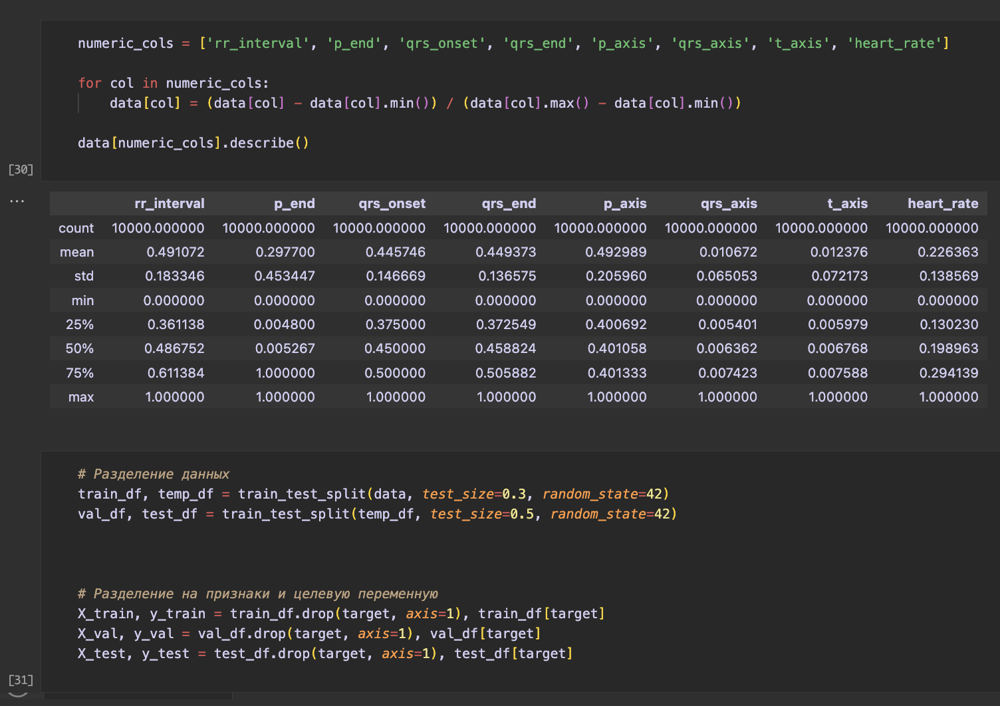 numeric_cols = ['rr_interval', 'p_end', 'qrs_onset', 'qrs_end', 'p_axis', 'qrs_axis', 't_axis', 'heart_rate']
for col in numeric_cols:
data[col] = (data[col] - data[col].min()) / (data[col].max() - data[col].min())
data[numeric_cols].describe()
[30]
...
rr_interval p_end qrs_onset qrs_end p_axis qrs_axis t_axis heart_rate
count 10000.000000 10000.000000 10000.000000 10000.000000 10000.000000 10000.000000 10000.000000 10000.000000
mean 0.491072 0.297700 0.445746 0.449373 0.492989 0.010672 0.012376 0.226363
std 0.183346 0.453447 0.146669 0.136575 0.205960 0.065053 0.072173 0.138569
min 0.000000 0.000000 0.000000 0.000000 0.000000 0.000000 0.000000 0.000000
25% 0.361138 0.004800 0.375000 0.372549 0.400692 0.005401 0.005979 0.130230
50% 0.486752 0.005267 0.450000 0.458824 0.401058 0.006362 0.006768 0.198963
75% 0.611384 1.000000 0.500000 0.505882 0.401333 0.007423 0.007588 0.294139
max 1.000000 1.000000 1.000000 1.000000 1.000000 1.000000 1.000000 1.000000
# Разделение данных
train_df, temp_df = train_test_split(data, test_size=0.3, random_state=42)
val_df, test_df = train_test_split(temp_df, test_size=0.5, random_state=42)
# Разделение на признаки и целевую переменную
X_train, y_train = train_df.drop(target, axis=1), train_df[target]
X_val, y_val = val_df.drop(target, axis=1), val_df[target]
X_test, y_test = test_df.drop(target, axis=1), test_df[target]
[31]